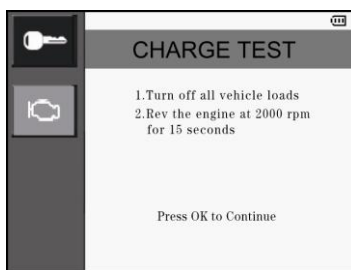 CHARGE TEST
1.Turn off all vehicle loads
2.Rev the engine at 2000 rpm
for 15 seconds
Press OK to Continue